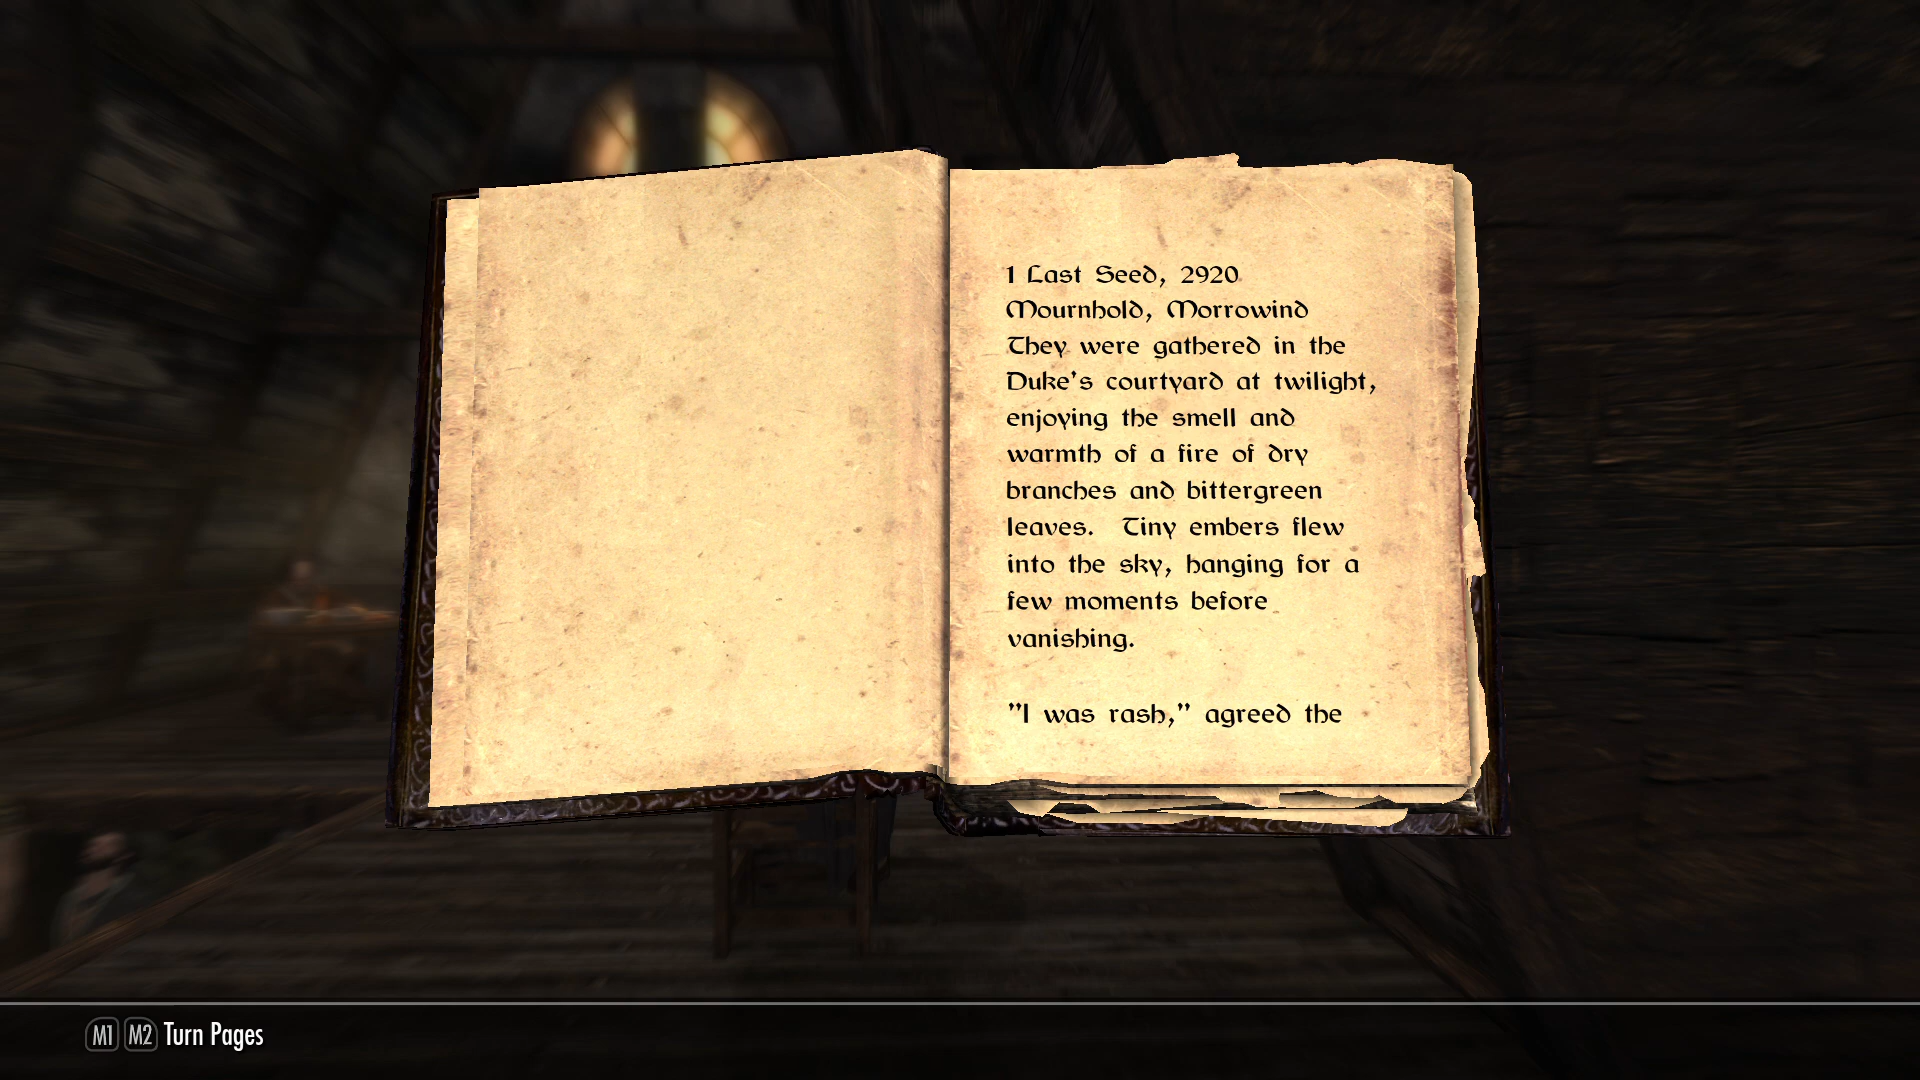 1 Last Seed, 2920
Mournhold, Morrowind
They were gathered in the
Duke's courtyard at twilight,
enjoying the smell and
warmth of a fire of dry
branches and bittergreen
leaves.  Tiny embers flew
into the sky, hanging for a
few moments before
vanishing.

"I was rash," agreed the
M1 M2 Turn Pages